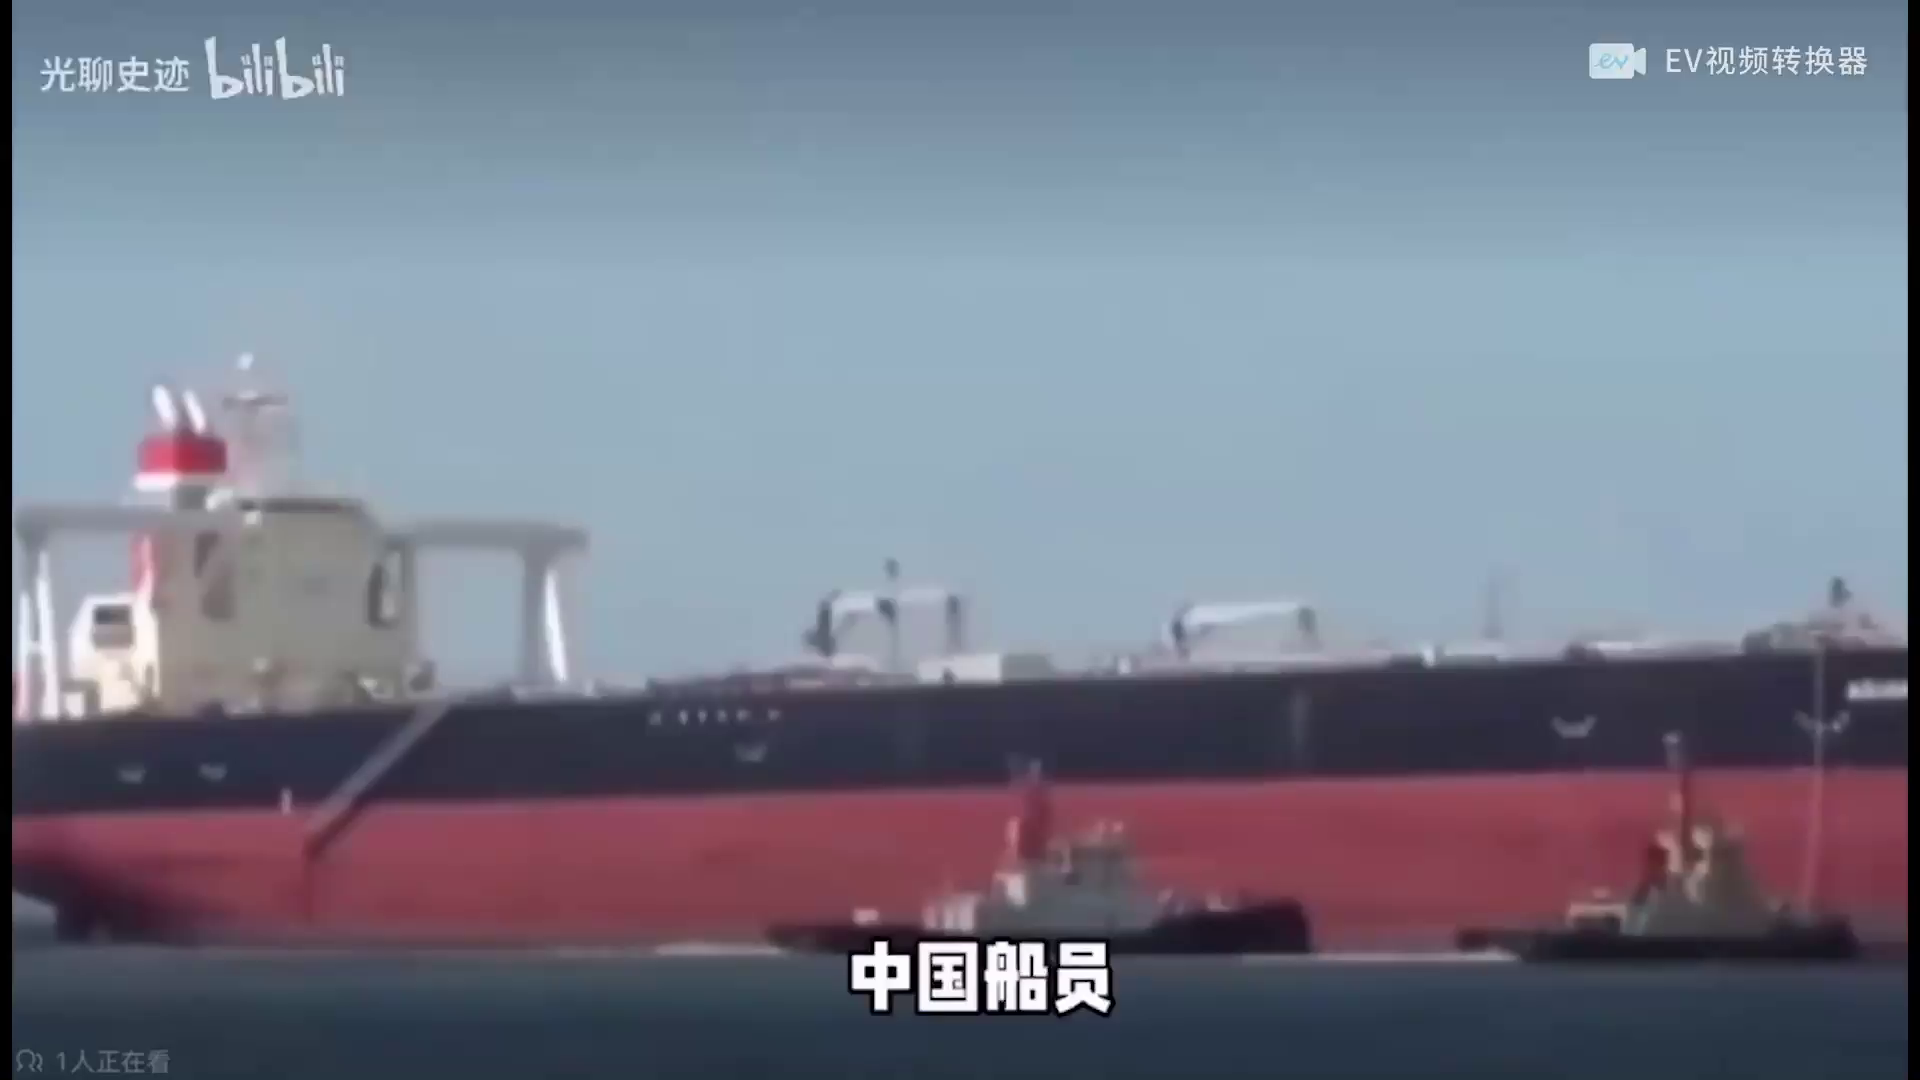 光聊史迹 bilibili
EV视频转换器
中国船员
1人正在看